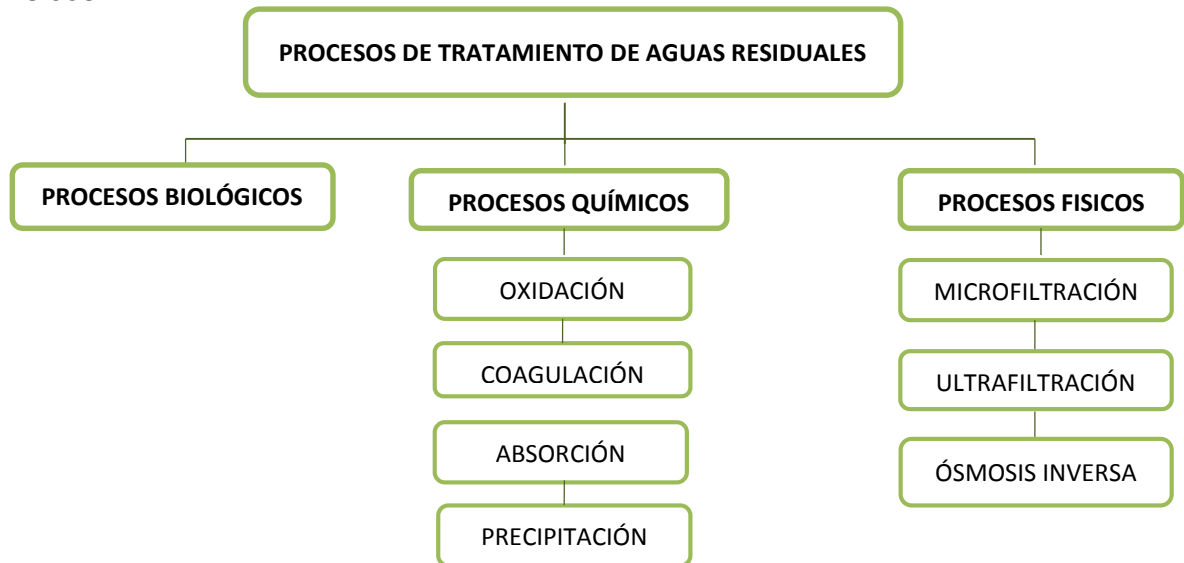 PROCESOS DE TRATAMIENTO DE AGUAS RESIDUALES
PROCESOS BIOLÓGICOS
PROCESOS QUÍMICOS
PROCESOS FISICOS
OXIDACIÓN
MICROFILTRACIÓN
COAGULACIÓN
ULTRAFILTRACIÓN
ABSORCIÓN
ÓSMOSIS INVERSA
PRECIPITACIÓN